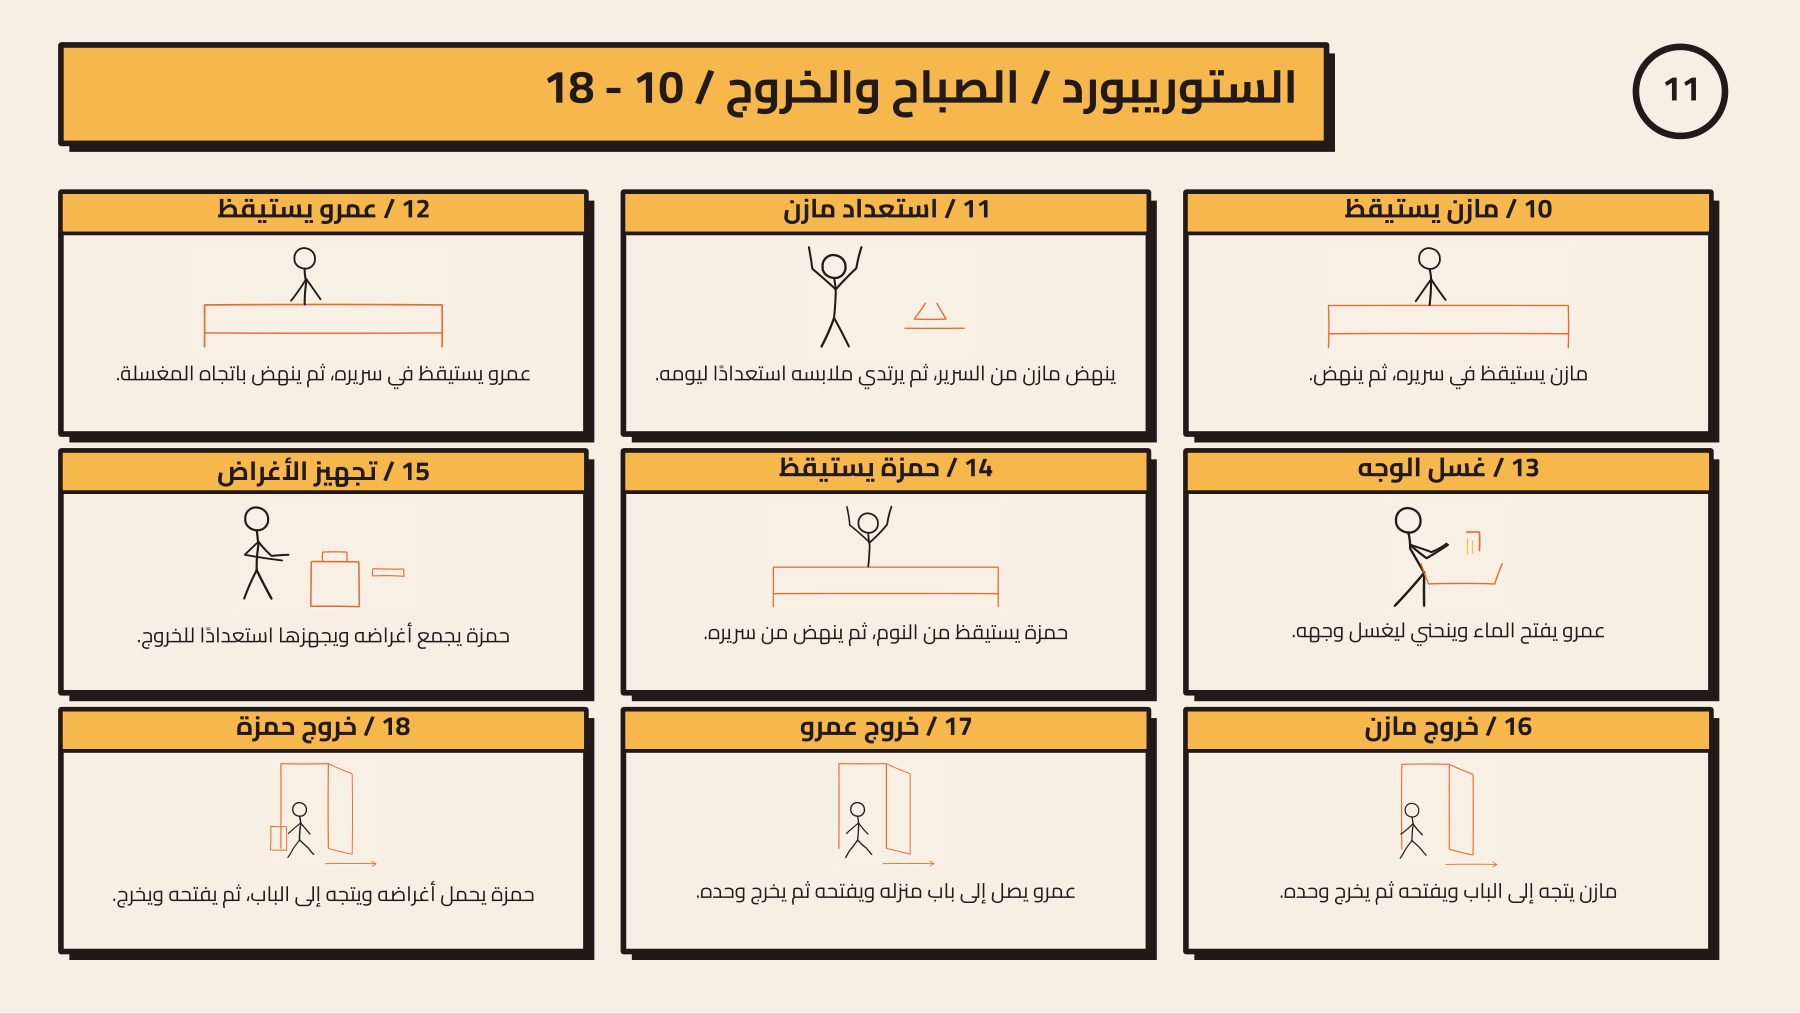 الستوريبورد / الصباح والخروج / 10 - 18
11
10 / مازن يستيقظ
مازن يستيقظ في سريره، ثم ينهض.
11 / استعداد مازن
ينهض مازن من السرير، ثم يرتدي ملابسه استعدادًا ليومه.
12 / عمرو يستيقظ
عمرو يستيقظ في سريره، ثم ينهض باتجاه المغسلة.
13 / غسل الوجه
عمرو يفتح الماء وينحني ليغسل وجهه.
14 / حمزة يستيقظ
حمزة يستيقظ من النوم، ثم ينهض من سريره.
15 / تجهيز الأغراض
حمزة يجمع أغراضه ويجهزها استعدادًا للخروج.
16 / خروج مازن
مازن يتجه إلى الباب ويفتحه ثم يخرج وحده.
17 / خروج عمرو
عمرو يصل إلى باب منزله ويفتحه ثم يخرج وحده.
18 / خروج حمزة
حمزة يحمل أغراضه ويتجه إلى الباب، ثم يفتحه ويخرج.